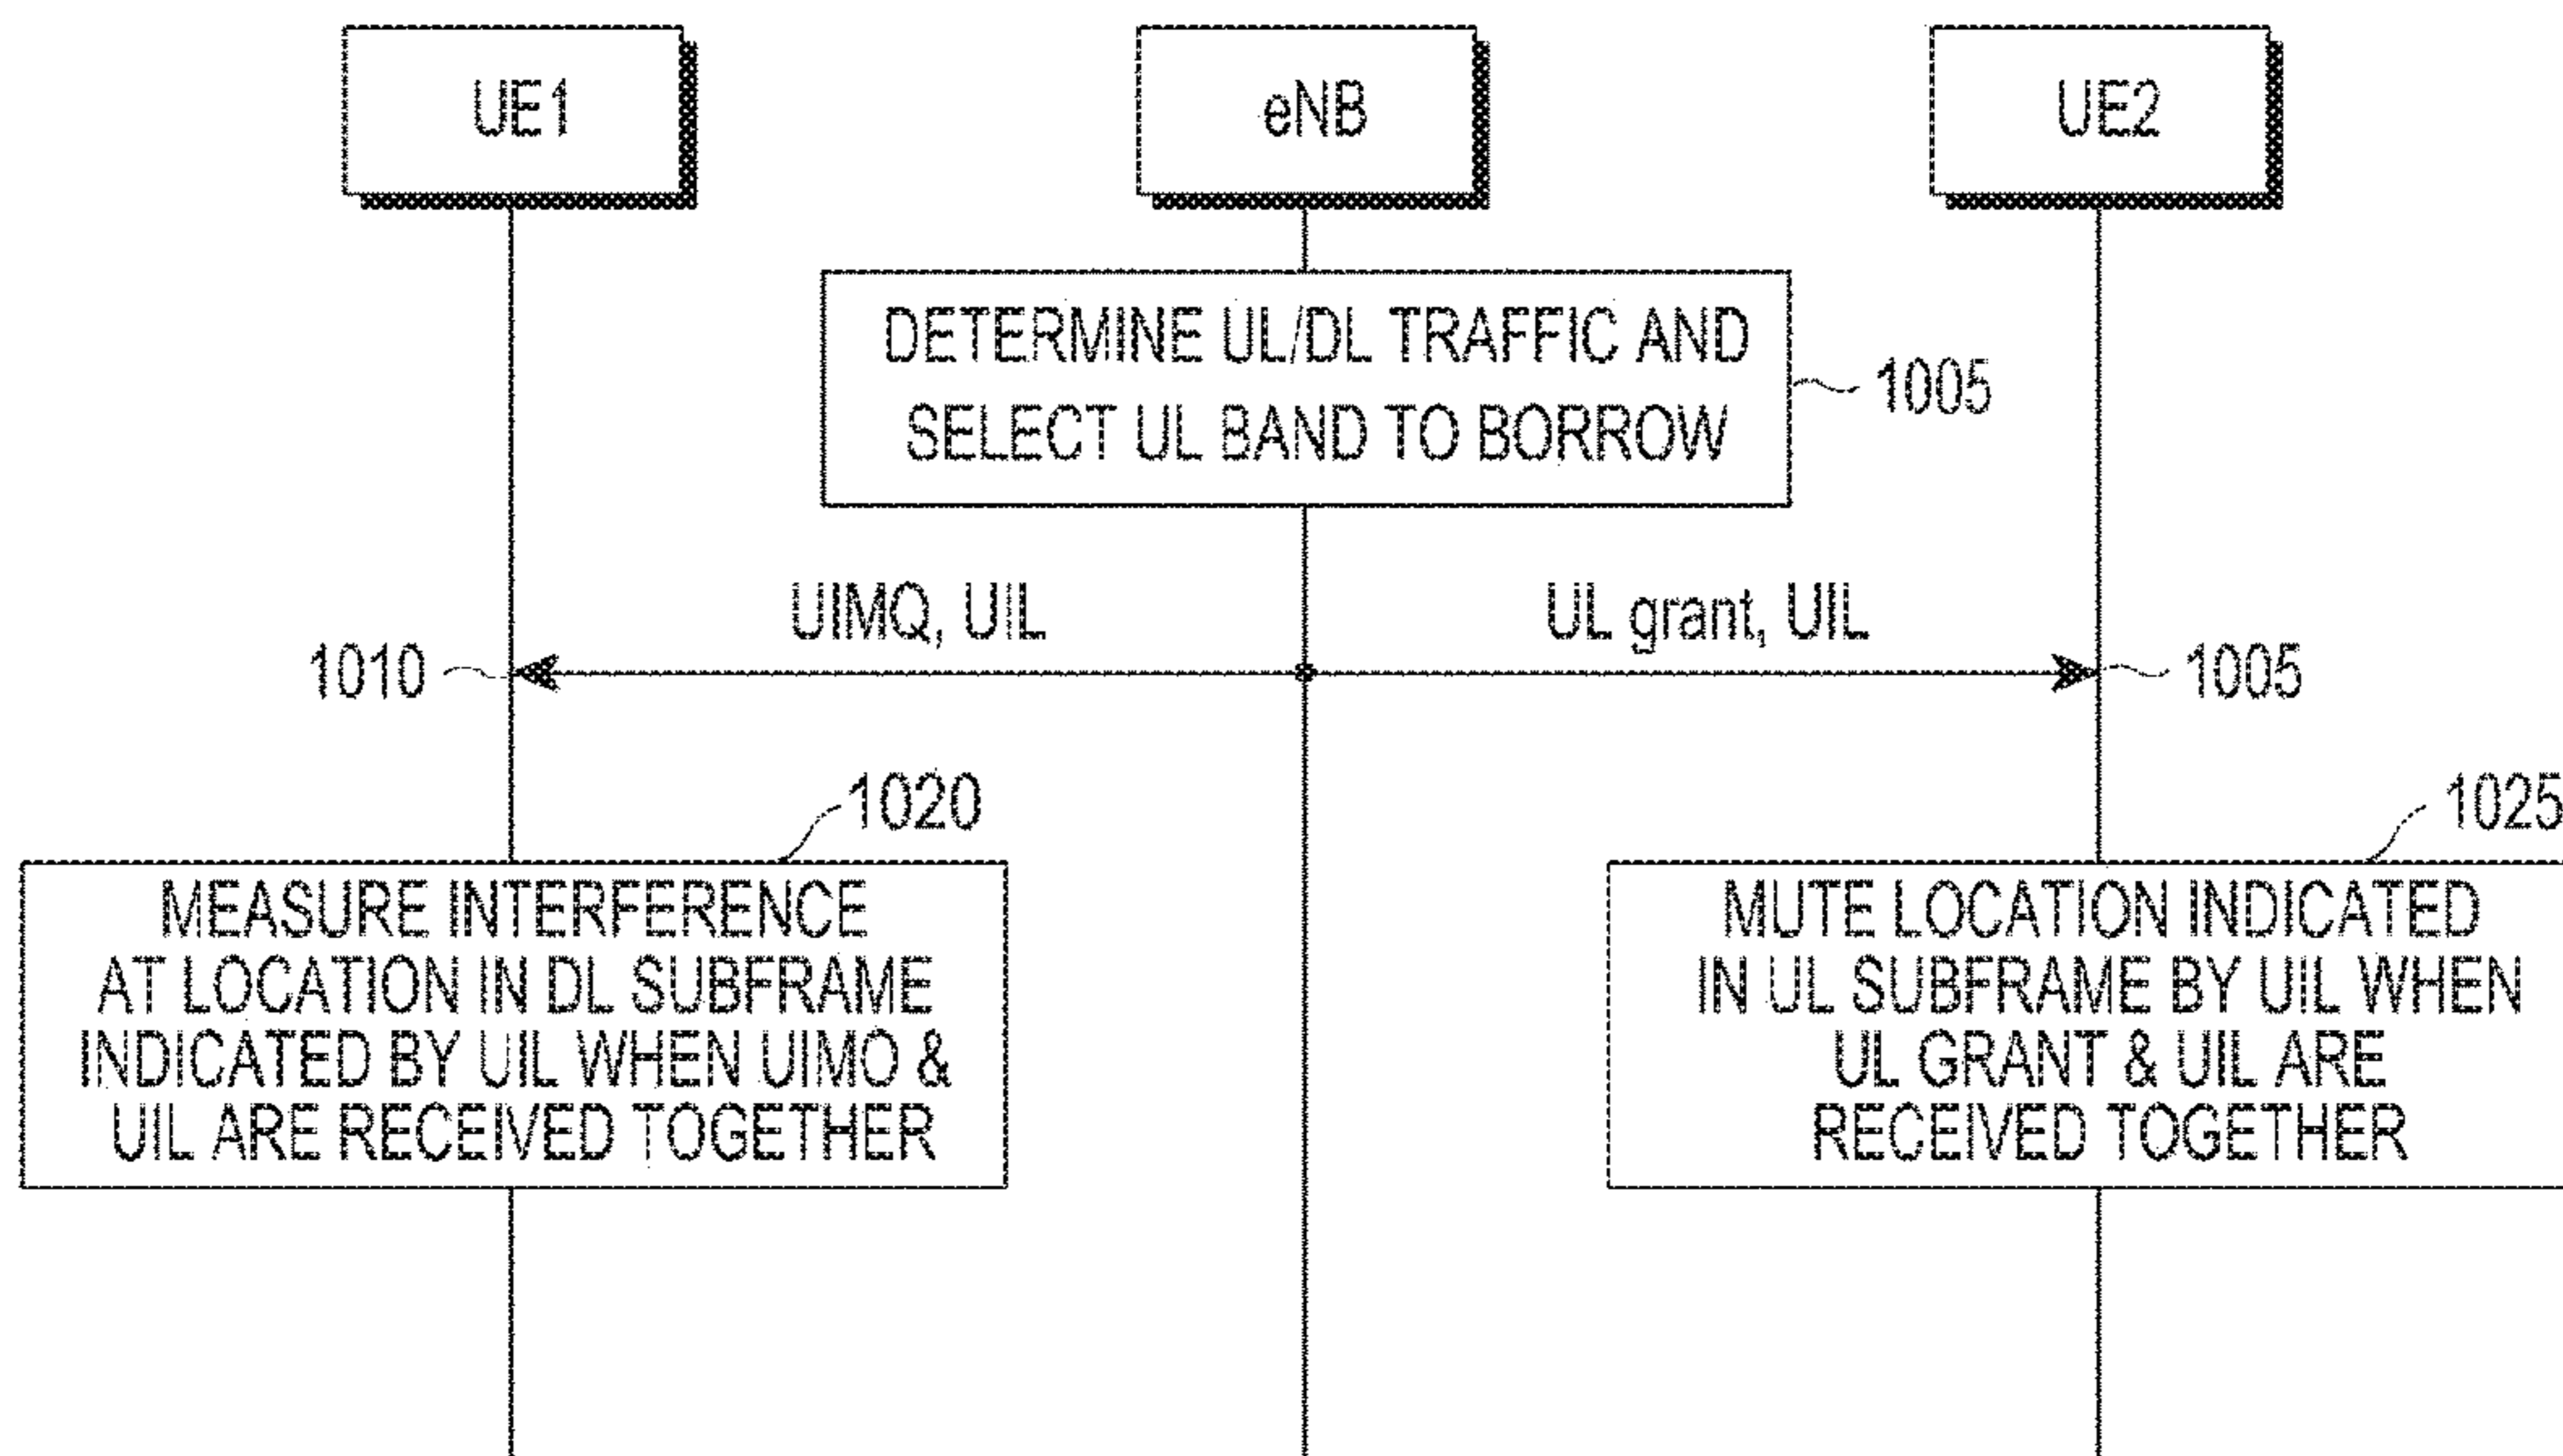 UE1
eNB
UE2
DETERMINE UL/DL TRAFFIC AND
SELECT UL BAND TO BORROW
1005
UIMQ, UIL
UL grant, UIL
1010
1005
1020
1025
MEASURE INTERFERENCE
AT LOCATION IN DL SUBFRAME
INDICATED BY UIL WHEN UIMO &
UIL ARE RECEIVED TOGETHER
MUTE LOCATION INDICATED
IN UL SUBFRAME BY UIL WHEN
UL GRANT & UIL ARE
RECEIVED TOGETHER